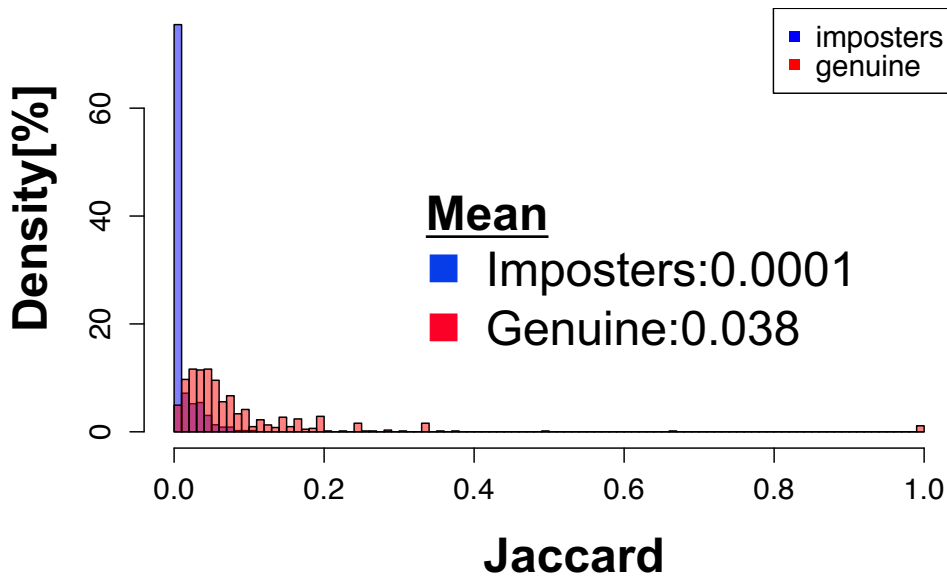 imposters
genuine
Density[%]
60
40
20
0
Mean
Imposters:0.0001
Genuine:0.038
0.0 0.2 0.4 0.6 0.8 1.0
Jaccard